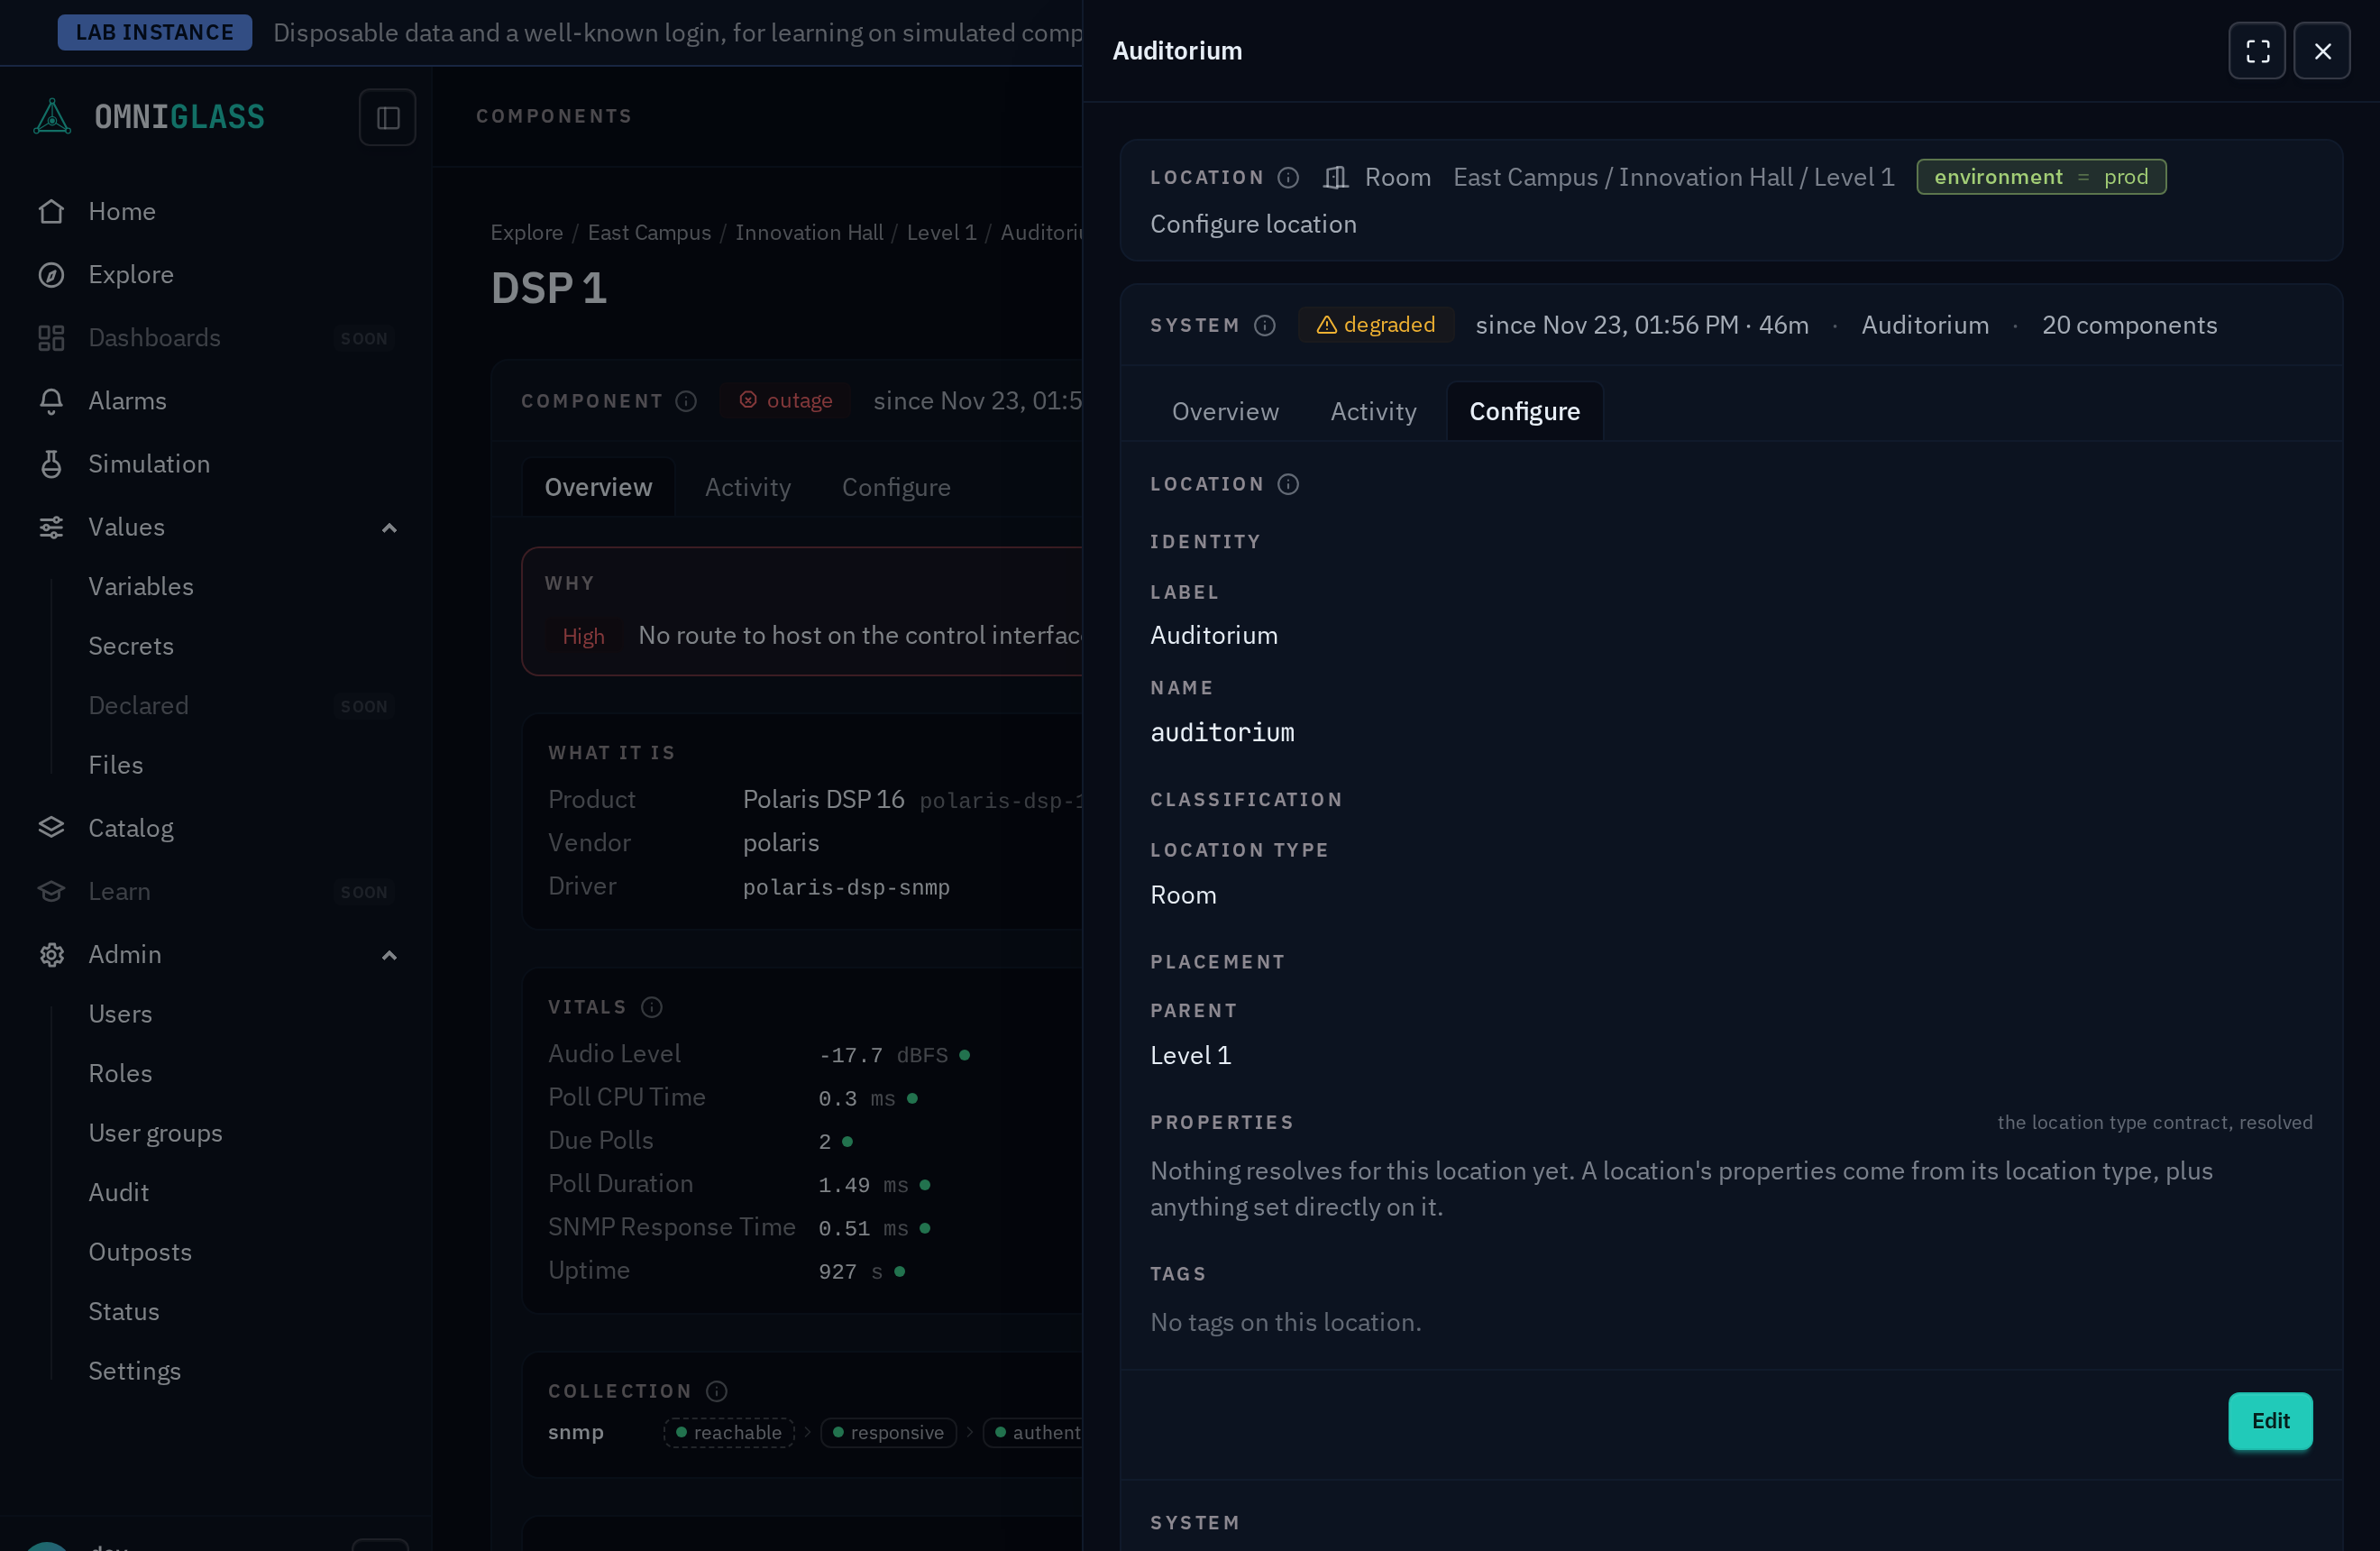 LAB INSTANCE Disposable data and a well-known login, for learning on simulated comp
OMNIGLASS
Home
Explore
Dashboards SOON
Alarms
Simulation
Values
Variables
Secrets
Declared SOON
Files
Catalog
Learn SOON
Admin
Users
Roles
User groups
Audit
Outposts
Status
Settings
COMPONENTS
Explore / East Campus / Innovation Hall / Level 1 / Auditoriu
DSP 1
COMPONENT outage since Nov 23, 01:5
Overview Activity Configure
WHY
High No route to host on the control interfac
WHAT IT IS
Product Polaris DSP 16 polaris-dsp-1
Vendor polaris
Driver polaris-dsp-snmp
VITALS
Audio Level -17.7 dBFS
Poll CPU Time 0.3 ms
Due Polls 2
Poll Duration 1.49 ms
SNMP Response Time 0.51 ms
Uptime 927 s
COLLECTION
snmp reachable › responsive › authent
Auditorium
LOCATION Room East Campus / Innovation Hall / Level 1 environment = prod
Configure location
SYSTEM degraded since Nov 23, 01:56 PM · 46m · Auditorium · 20 components
Overview Activity Configure
LOCATION
IDENTITY
LABEL
Auditorium
NAME
auditorium
CLASSIFICATION
LOCATION TYPE
Room
PLACEMENT
PARENT
Level 1
PROPERTIES the location type contract, resolved
Nothing resolves for this location yet. A location's properties come from its location type, plus
anything set directly on it.
TAGS
No tags on this location.
Edit
SYSTEM